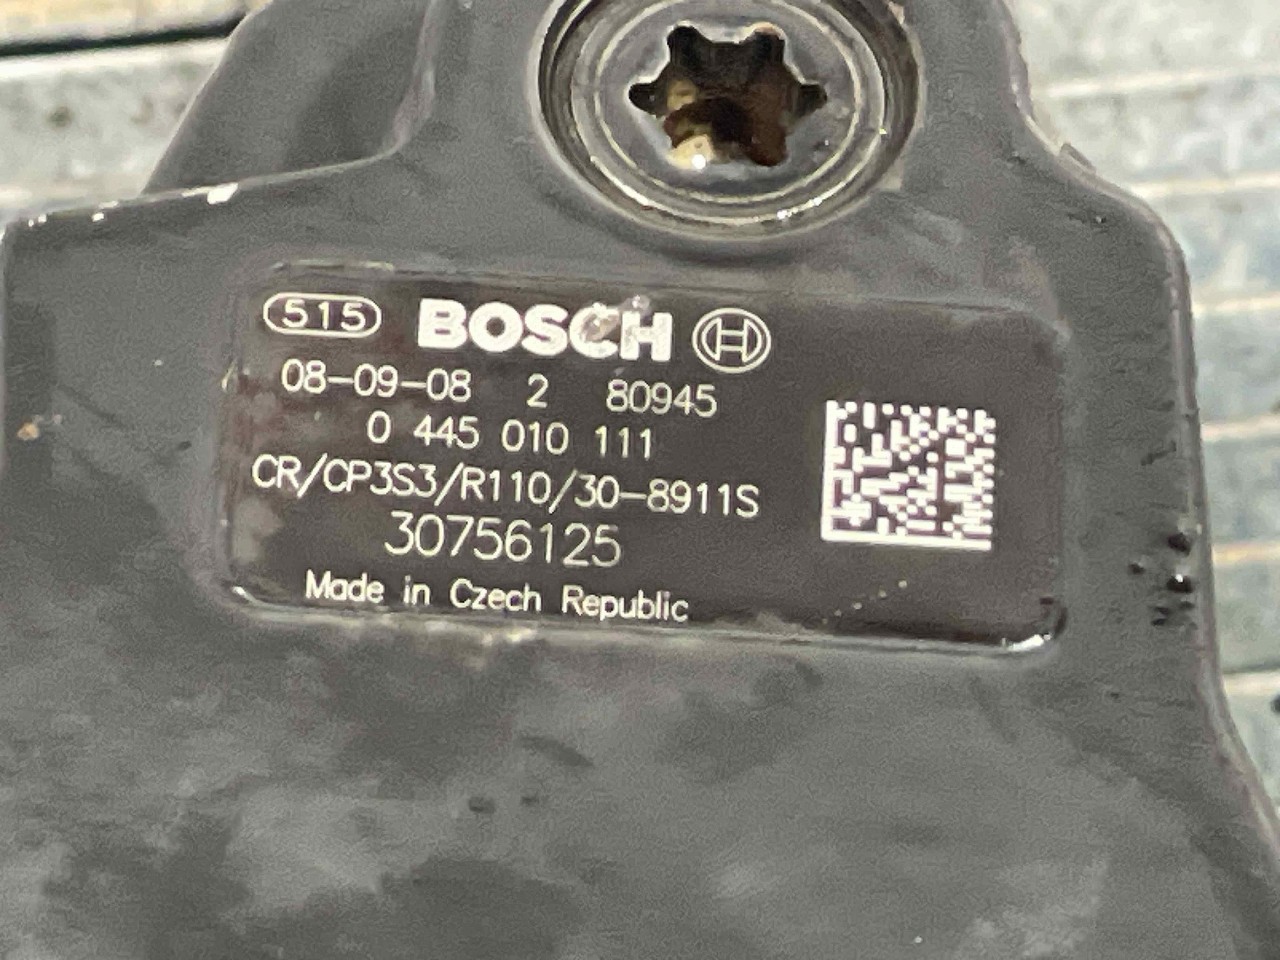 515 BOSCH
08-09-08 2 80945
0 445 010 111
CR/CP3S3/R110/30-8911S
30756125
Made in Czech Republic